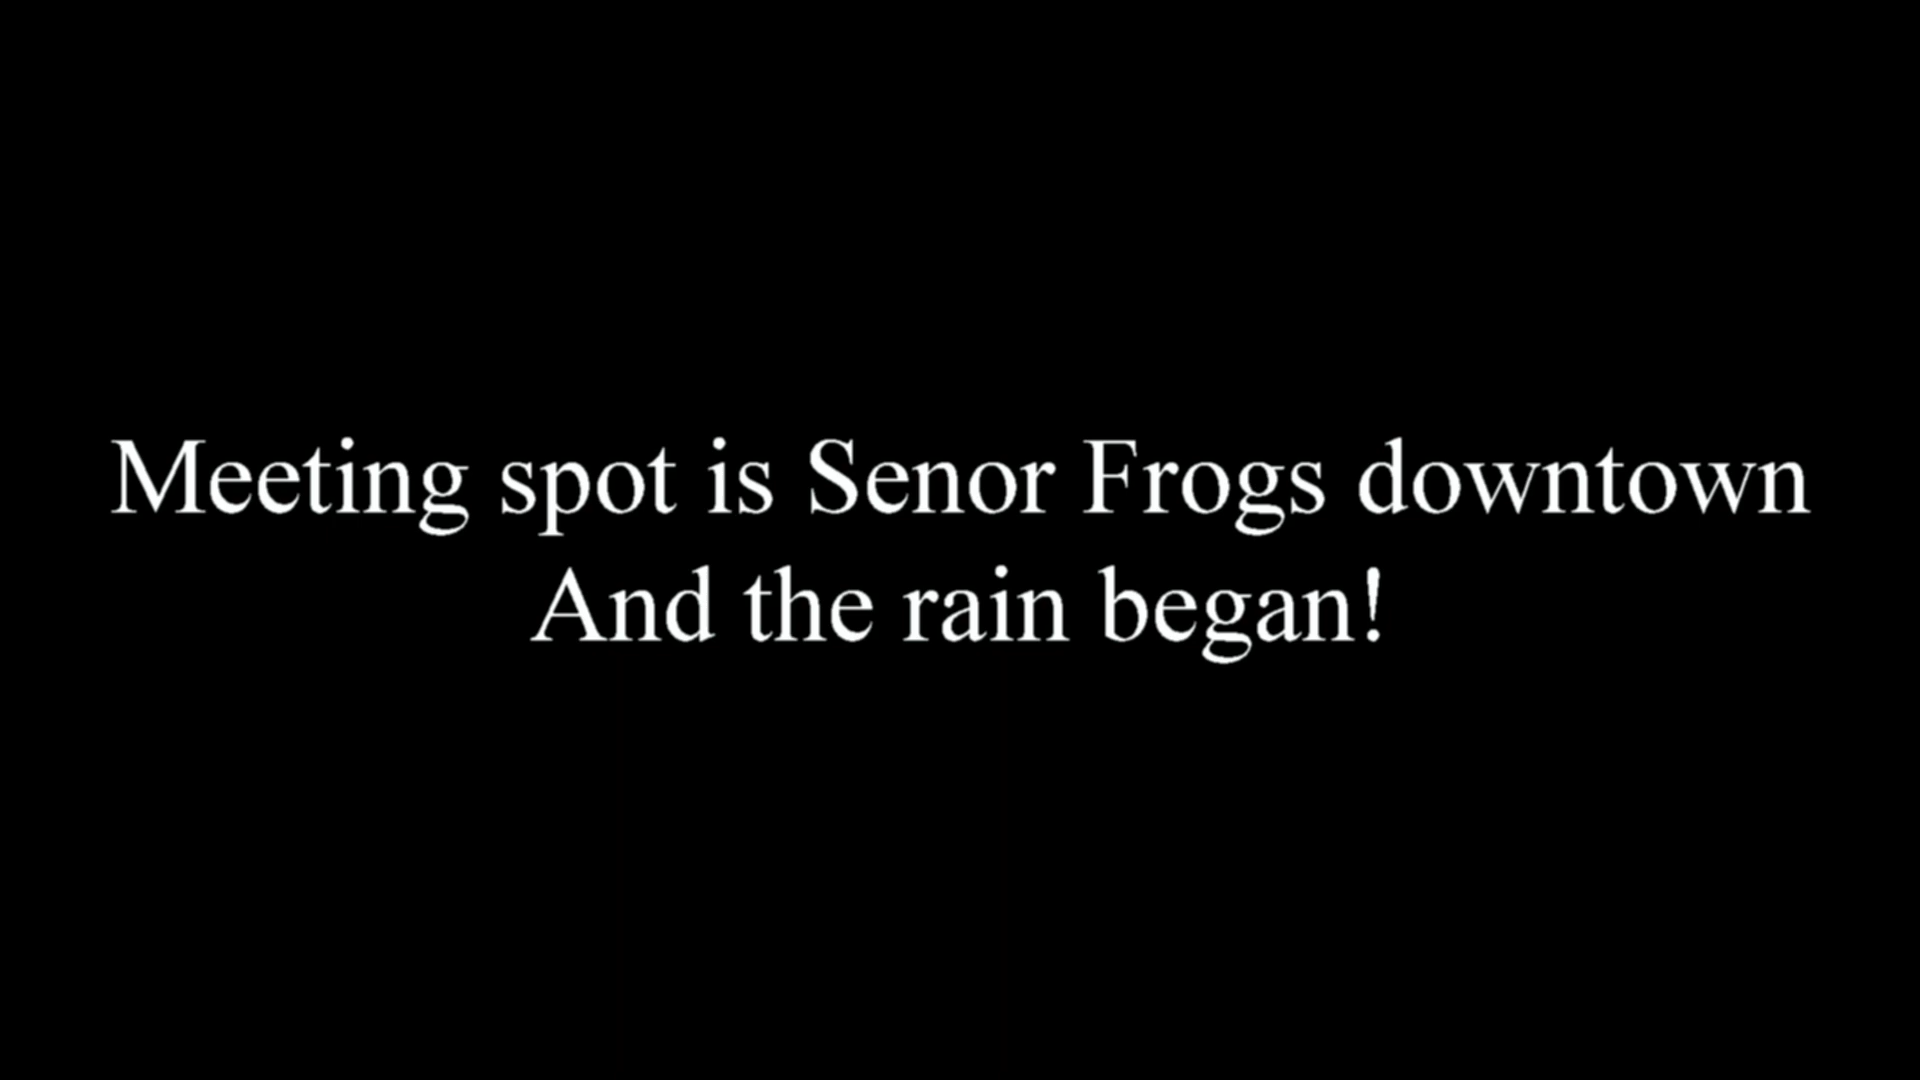 Meeting spot is Senor Frogs downtown
And the rain began!